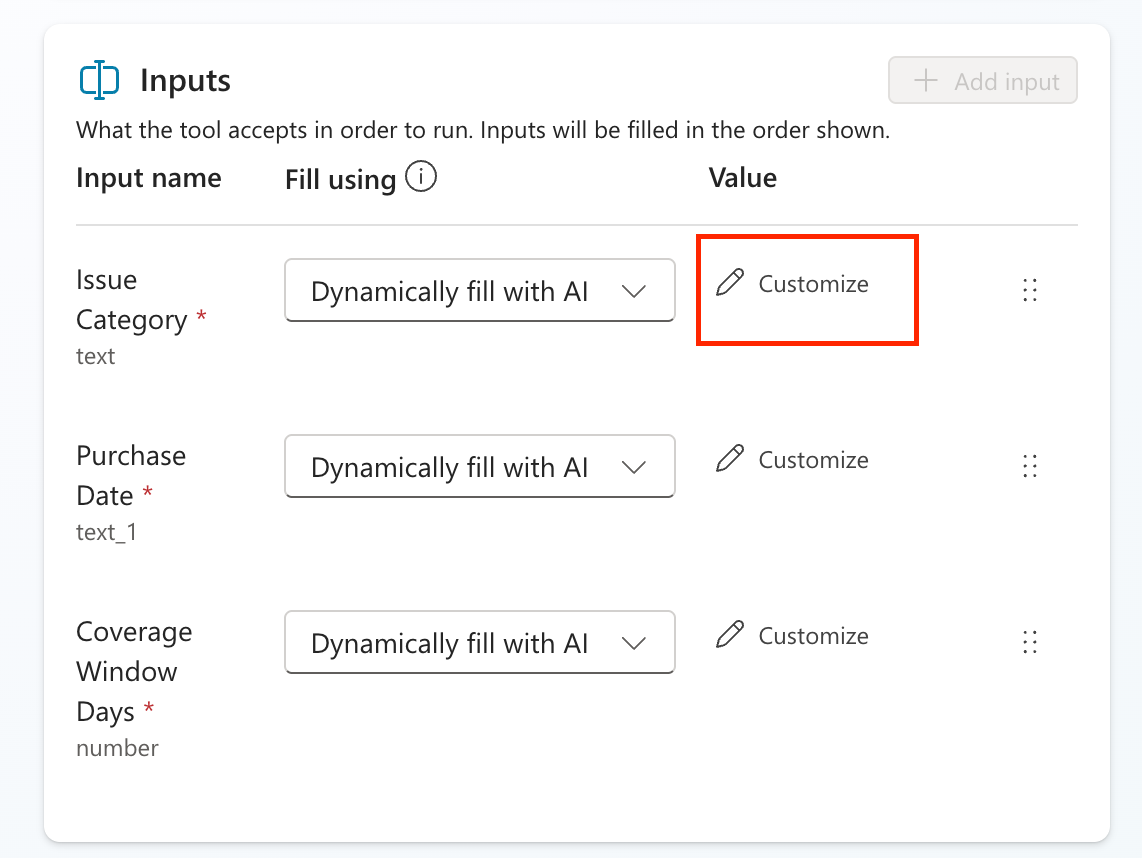 Inputs
Add input
What the tool accepts in order to run. Inputs will be filled in the order shown.
Input name Fill using Value
Issue
Category *
text
Dynamically fill with AI
Customize
Purchase
Date *
text_1
Dynamically fill with AI
Customize
Coverage
Window
Days *
number
Dynamically fill with AI
Customize